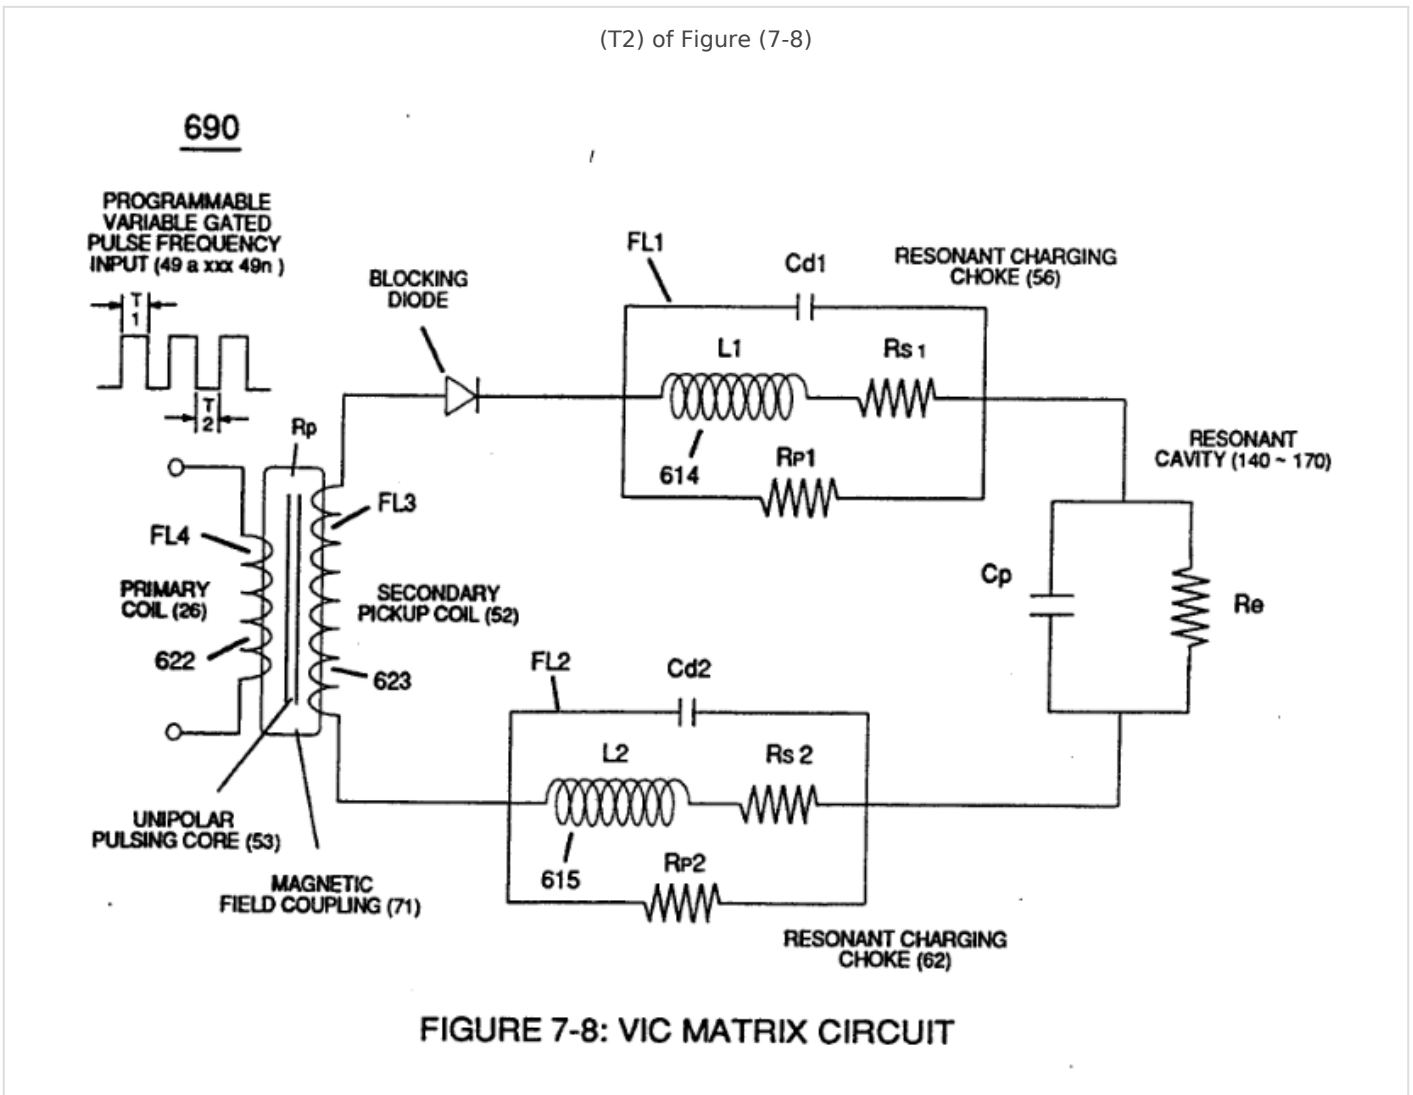 (T2) of Figure (7-8)
690
PROGRAMMABLE
VARIABLE GATED
PULSE FREQUENCY
INPUT (49 a xxx 49n )
T
1
T
2
BLOCKING
DIODE
FL1
Cd1
RESONANT CHARGING
CHOKE (56)
L1
Rs 1
614
RP1
RESONANT
CAVITY (140 ~ 170)
Rp
FL3
FL4
PRIMARY
COIL (26)
622
SECONDARY
PICKUP COIL (52)
623
Cp
Re
FL2
Cd2
L2
Rs 2
615
RP2
UNIPOLAR
PULSING CORE (53)
MAGNETIC
FIELD COUPLING (71)
RESONANT CHARGING
CHOKE (62)
FIGURE 7-8: VIC MATRIX CIRCUIT